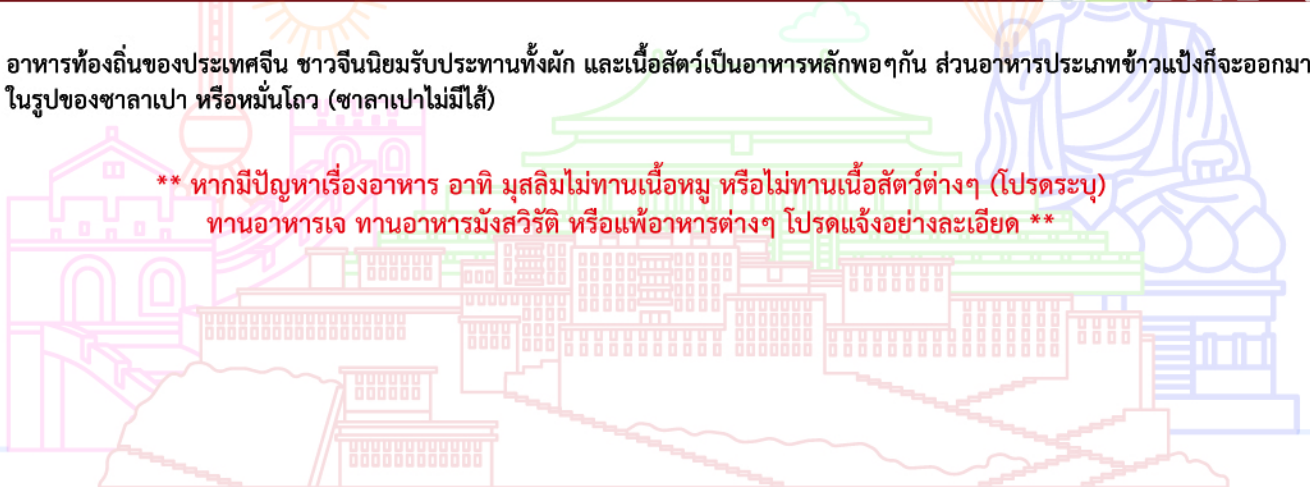 อาหารท้องถิ่นของประเทศจีน ชาวจีนนิยมรับประทานทั้งผัก และเนื้อสัตว์เป็นอาหารหลักพอๆกัน ส่วนอาหารประเภทข้าวแป้งก็จะออกมา
ในรูปของซาลาเปา หรือหมั่นโถว (ซาลาเปาไม่มีไส้)
** หากมีปัญหาเรื่องอาหาร อาทิ มุสลิมไม่ทานเนื้อหมู หรือไม่ทานเนื้อสัตว์ต่างๆ (โปรดระบุ)
ทานอาหารเจ ทานอาหารมังสวิรัติ หรือแพ้อาหารต่างๆ โปรดแจ้งอย่างละเอียด **